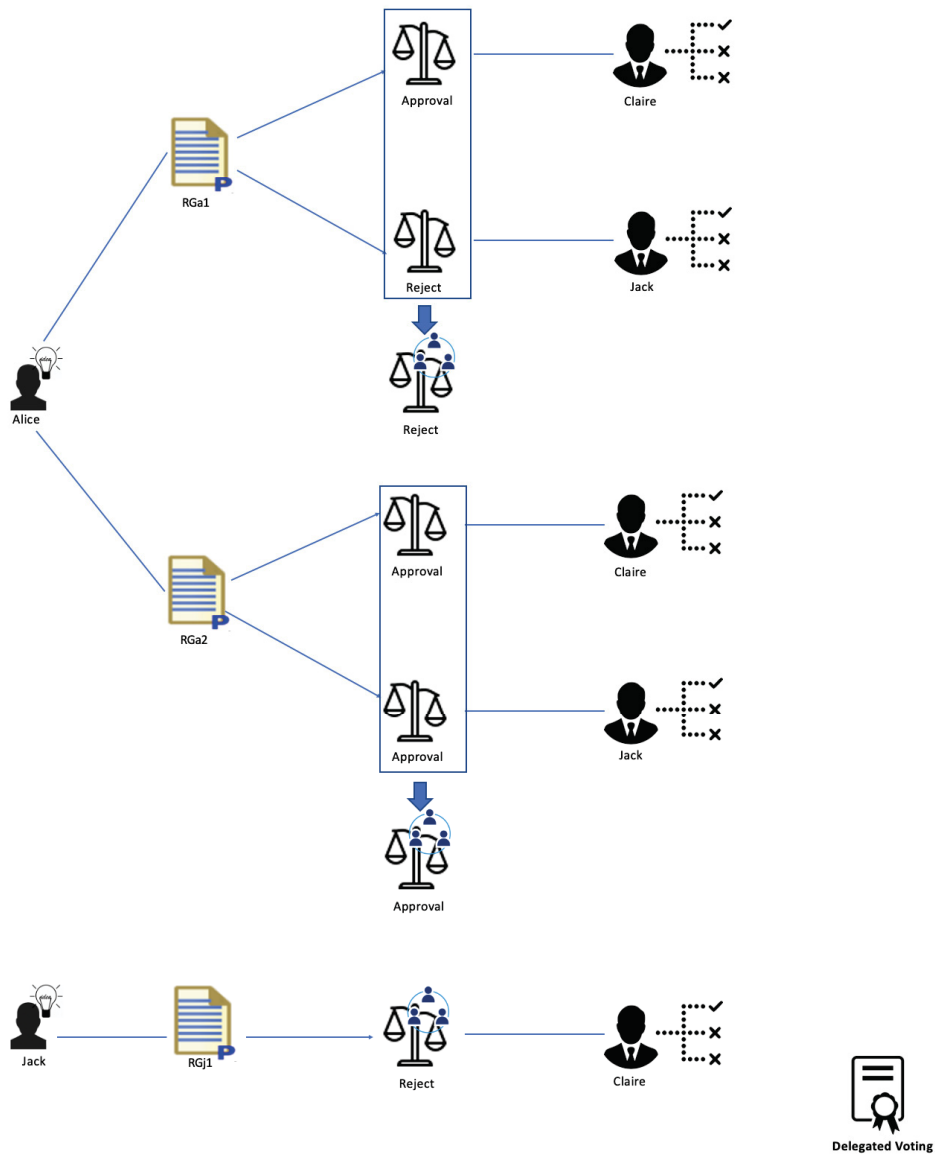 Approval
Claire
P
RGa1
Reject
Jack
Reject
Alice
Approval
Claire
P
RGa2
Approval
Jack
Approval
P
Jack
RGj1
Reject
Claire
Delegated Voting